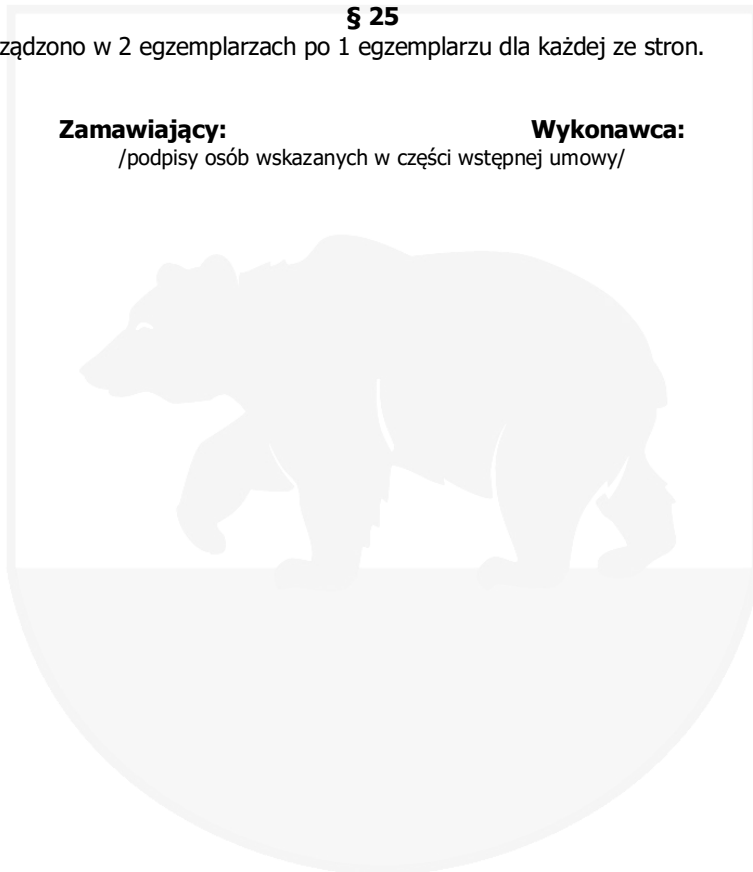 § 25
ządzono w 2 egzemplarzach po 1 egzemplarzu dla każdej ze stron.
Zamawiający: Wykonawca:
/podpisy osób wskazanych w części wstępnej umowy/